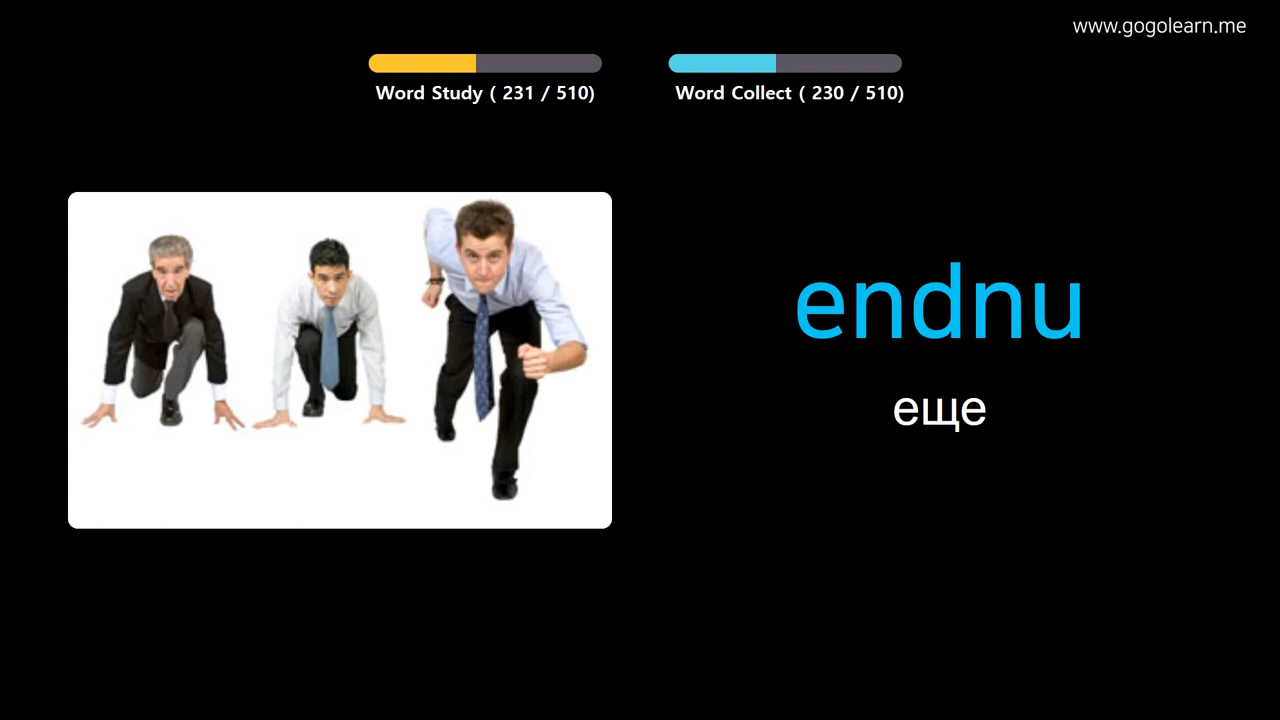 www.gogolearn.me
Word Study ( 231 / 510)
Word Collect ( 230 / 510)
endnu
еще